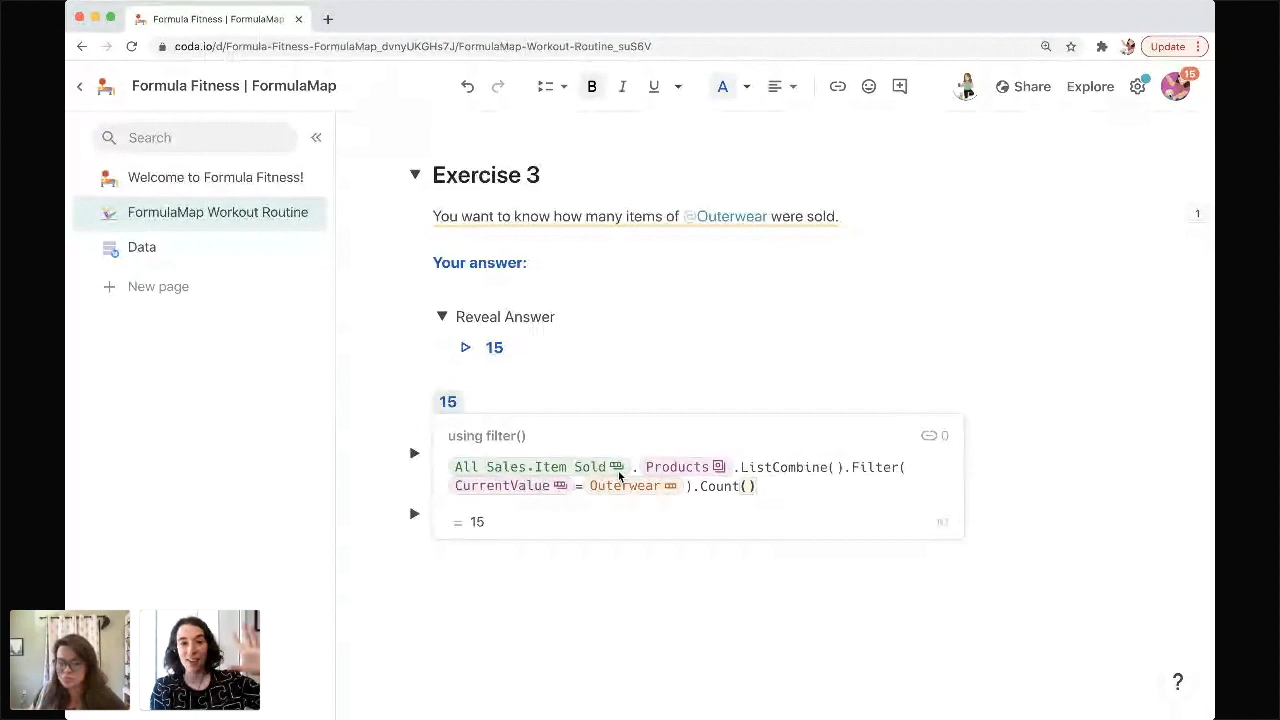 Formula Fitness | FormulaMap
coda.io/d/Formula-Fitness-FormulaMap_dvnyUKGHs7J/FormulaMap-Workout-Routine_suS6V
Update
Formula Fitness | FormulaMap
B I U A
Share
Explore
15
Search
Welcome to Formula Fitness!
FormulaMap Workout Routine
Data
New page
Exercise 3
You want to know how many items of Outerwear were sold.
1
Your answer:
Reveal Answer
15
15
using filter()
0
All Sales.Item Sold . Products .ListCombine().Filter(
CurrentValue = Outerwear ).Count()
= 15
?